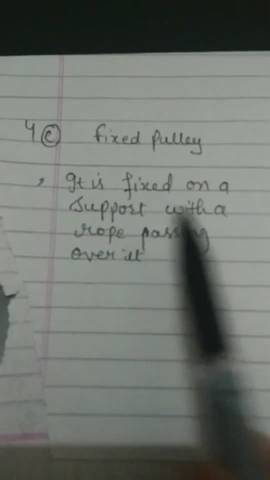 4 (c) fixed Pulley
, It is fixed on a
support with a
rope passing
over it